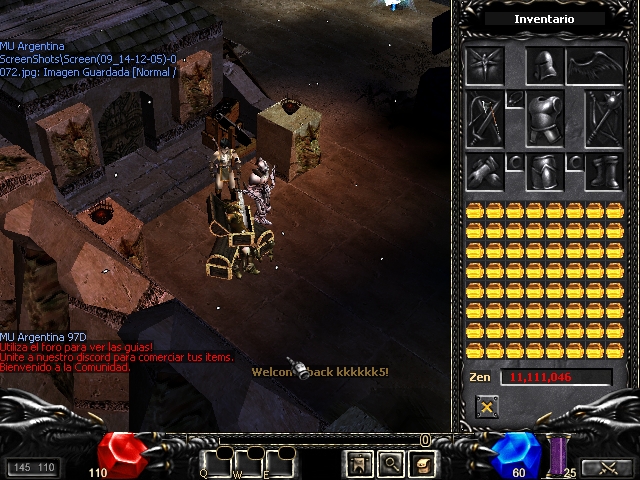 MU Argentina
ScreenShots\Screen(09_14-12-05)-0
072.jpg: Imagen Guardada [Normal /
Inventario
MU Argentina 97D
Utiliza el foro para ver las guias!
Unite a nuestro discord para comerciar tus items.
Bienvenido a la Comunidad.
Welcom back kkkkkk5!
Zen 11,111,046
0
Q W E
145 110
110
60
25